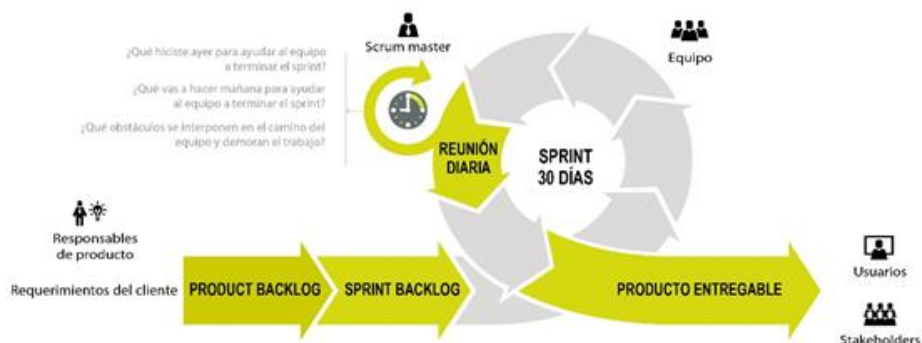 Scrum master
Equipo
¿Qué hiciste ayer para ayudar al equipo
a terminar el sprint?
¿Qué vas a hacer mañana para ayudar
al equipo a terminar el sprint?
¿Qué obstáculos se interponen en el camino del
equipo y demoran el trabajo?
REUNIÓN
DIARIA
SPRINT
30 DÍAS
Responsables
de producto
Requerimientos del cliente
PRODUCT BACKLOG
SPRINT BACKLOG
PRODUCTO ENTREGABLE
Usuarios
Stakeholders